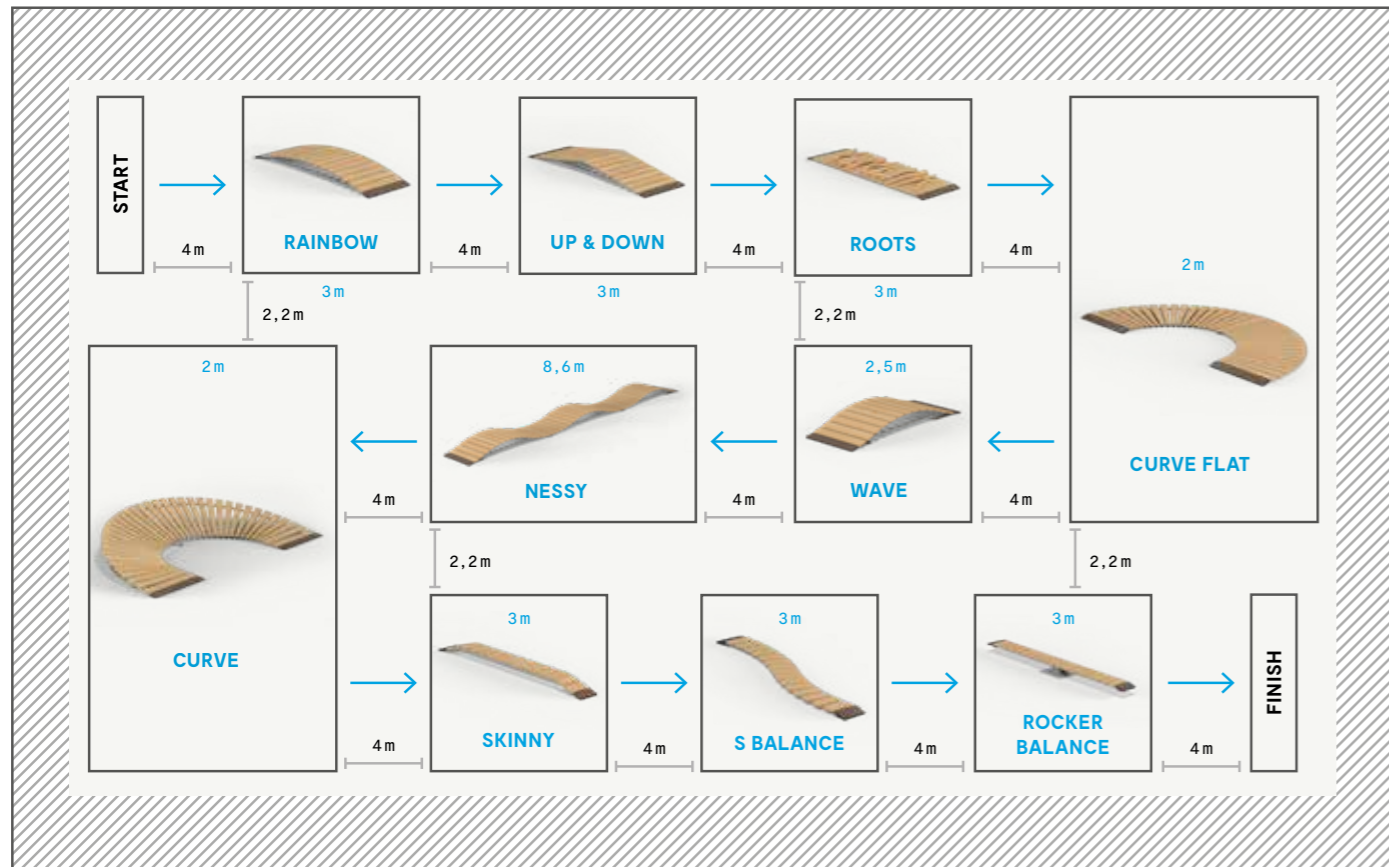 START
4m
RAINBOW
3m
4m
UP & DOWN
3m
4m
ROOTS
3m
4m
2m
CURVE FLAT
2,2m
2,2m
4m
2,5m
WAVE
4m
8,6m
NESSY
4m
2m
CURVE
2,2m
2,2m
4m
3m
SKINNY
4m
3m
S BALANCE
4m
3m
ROCKER
BALANCE
4m
FINISH